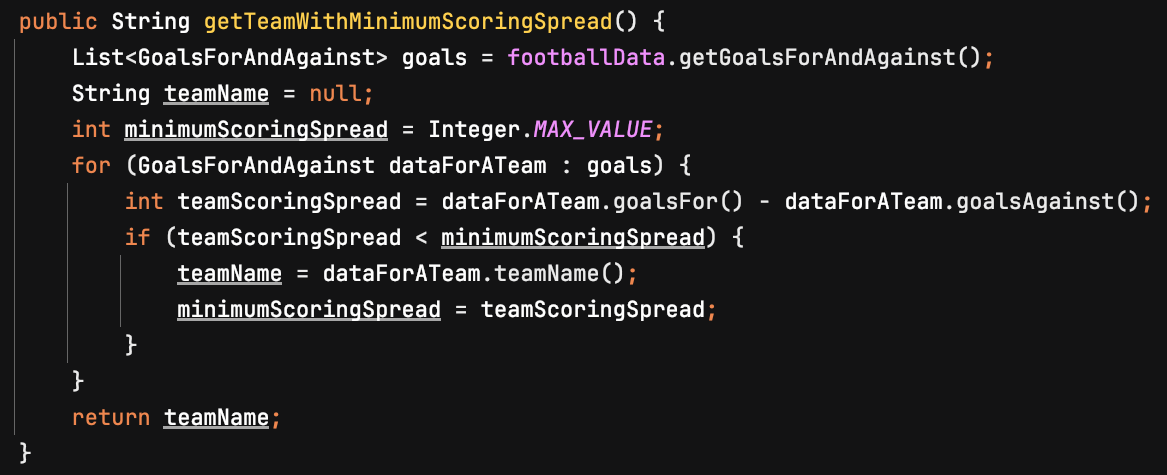 public String getTeamWithMinimumScoringSpread() {
    List<GoalsForAndAgainst> goals = footballData.getGoalsForAndAgainst();
    String teamName = null;
    int minimumScoringSpread = Integer.MAX_VALUE;
    for (GoalsForAndAgainst dataForATeam : goals) {
        int teamScoringSpread = dataForATeam.goalsFor() - dataForATeam.goalsAgainst();
        if (teamScoringSpread < minimumScoringSpread) {
            teamName = dataForATeam.teamName();
            minimumScoringSpread = teamScoringSpread;
        }
    }
    return teamName;
}